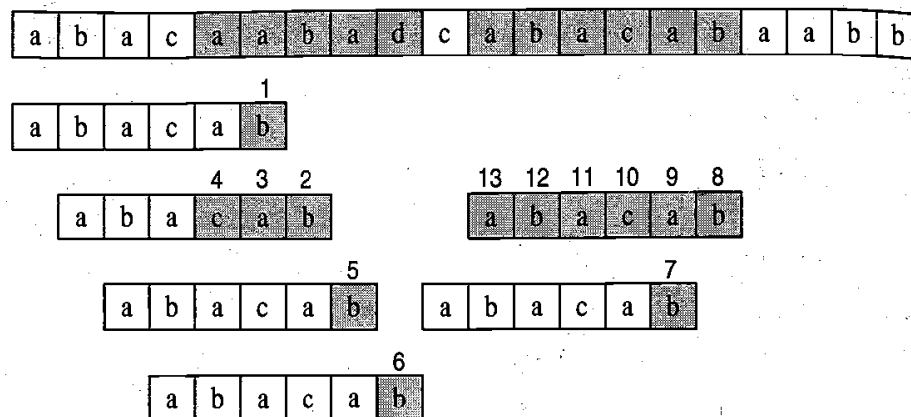 a b a c a a b a d c a b a c a b a a b b
1
a b a c a b
4 3 2 13 12 11 10 9 8
a b a c a b a b a c a b
5 7
a b a c a b a b a c a b
6
a b a c a b